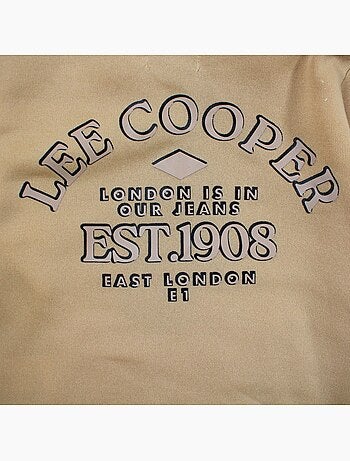 LEE COOPER
LONDON IS IN
OUR JEANS
EST.1908
EAST LONDON
E1